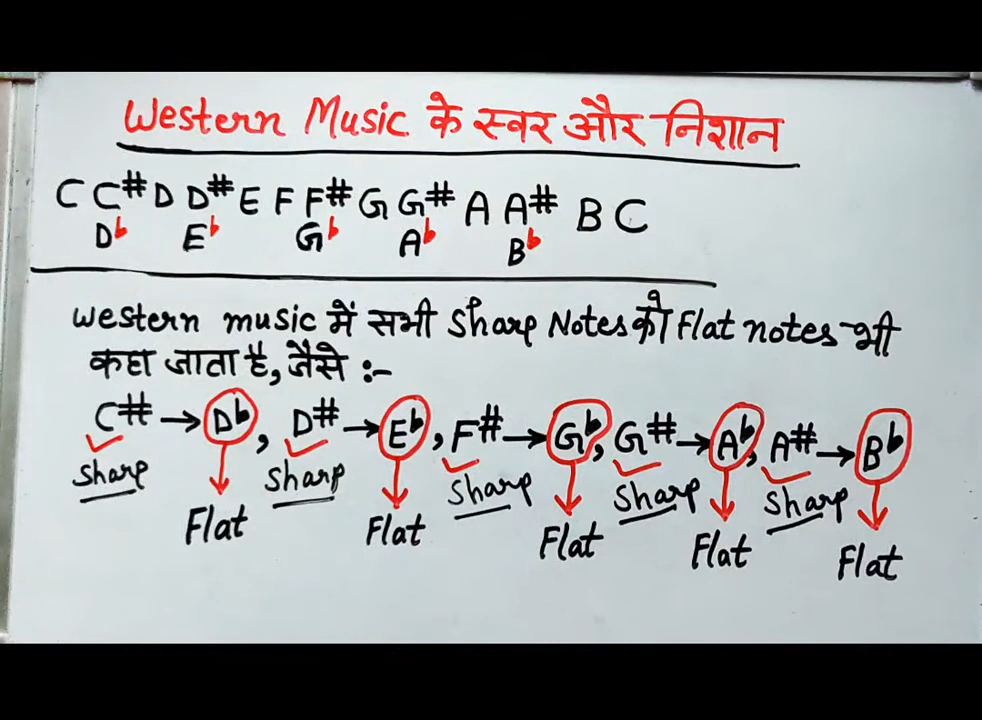 Western Music के स्वर और निशान
C C# D D# E F F# G G# A A# B C
D♭ E♭ G♭ A♭ B♭
western music में सभी Sharp Notes को Flat notes भी
कहा जाता है, जैसे :-
C# → D♭, D# → E♭, F# → G♭, G# → A♭, A# → B♭
Sharp Sharp Sharp Sharp Sharp
Flat Flat Flat Flat Flat